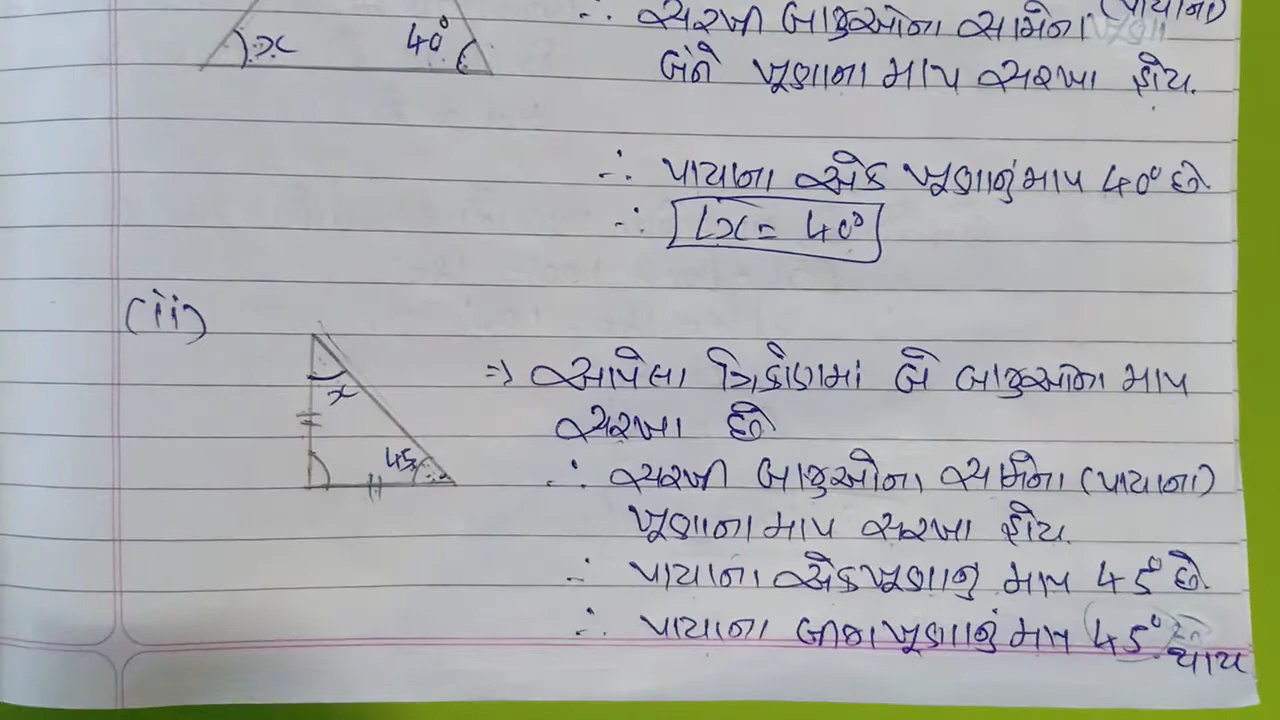 x 40° ∴ સરખી બાજુઓના સામેના (પાયાના)
બંને ખૂણાના માપ સરખા હોય.
∴ પાયાના એક ખૂણાનું માપ 40° છે
∴ ∠x = 40°
(ii)
x
45
⇒ આપેલા ત્રિકોણમાં બે બાજુઓના માપ
સરખા છે
∴ સરખી બાજુઓના સામેના (પાયાના)
ખૂણાના માપ સરખા હોય.
∴ પાયાના એક ખૂણાનું માપ 45° છે.
∴ પાયાના બીજા ખૂણાનું માપ 45°
થાય